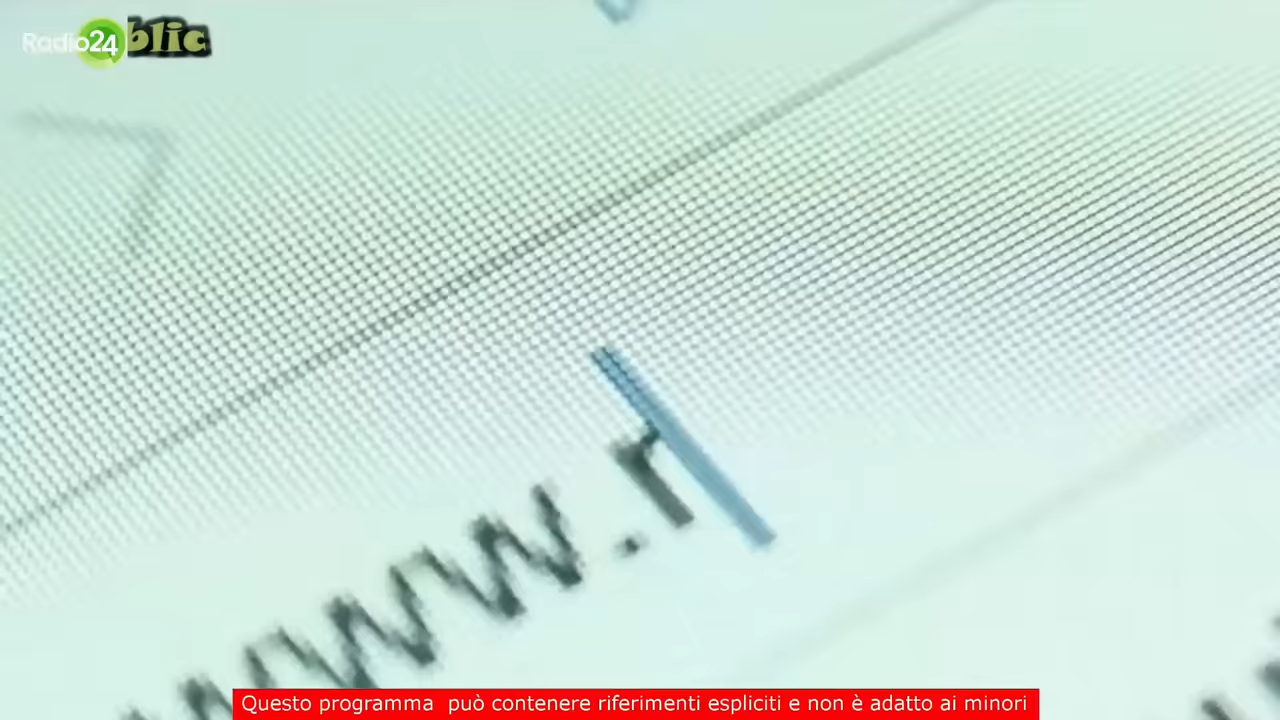 Radio24
blic
www.r
Questo programma  può contenere riferimenti espliciti e non è adatto ai minori